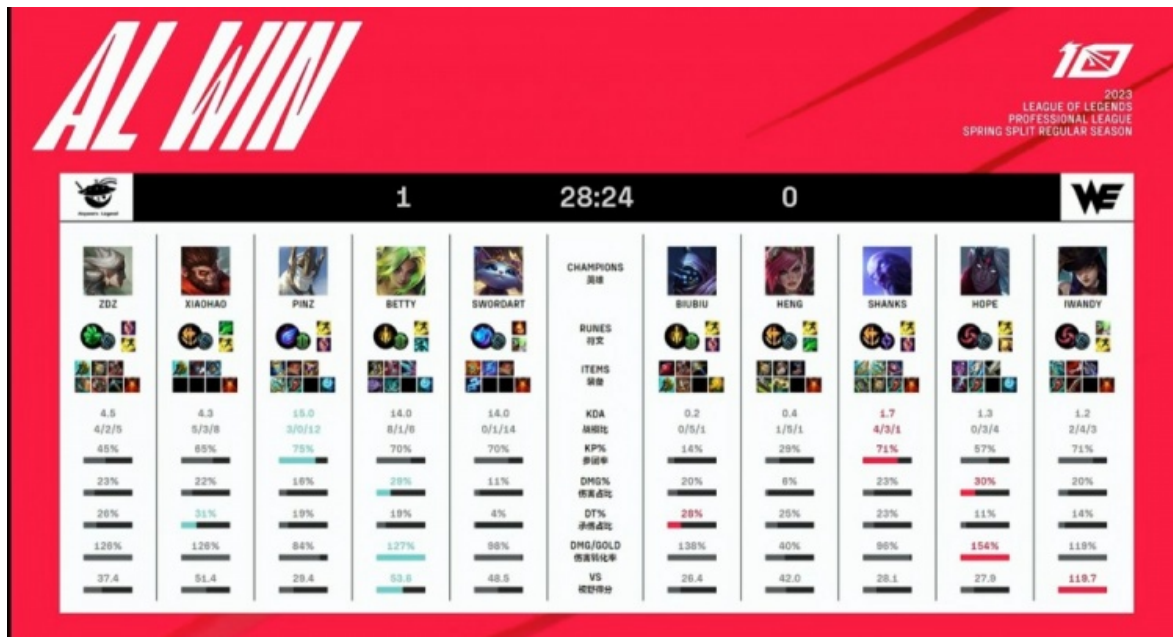 AL WIN
2023
LEAGUE OF LEGENDS
PROFESSIONAL LEAGUE
SPRING SPLIT REGULAR SEASON
Anyone's Legend 1 28:24 0 WE
CHAMPIONS
英雄
ZDZ XIAOHAO PINZ BETTY SWORDART BIUBIU HENG SHANKS HOPE IWANDY
RUNES
符文
ITEMS
装备
4.5 4.3 15.0 14.0 14.0 KDA 0.2 0.4 1.7 1.3 1.2
4/2/5 5/3/8 3/0/12 8/1/6 0/1/14 战损比 0/5/1 1/5/1 4/3/1 0/3/4 2/4/3
45% 65% 75% 70% 70% KP% 14% 29% 71% 57% 71%
参团率
23% 22% 16% 28% 11% DMG% 20% 8% 23% 30% 20%
伤害占比
26% 31% 19% 19% 4% DT% 28% 25% 23% 11% 14%
承伤占比
126% 126% 84% 127% 98% DMG/GOLD 138% 40% 96% 154% 119%
伤害转化率
37.4 51.4 29.4 53.8 48.5 VS 26.4 42.0 28.1 27.9 119.7
视野得分